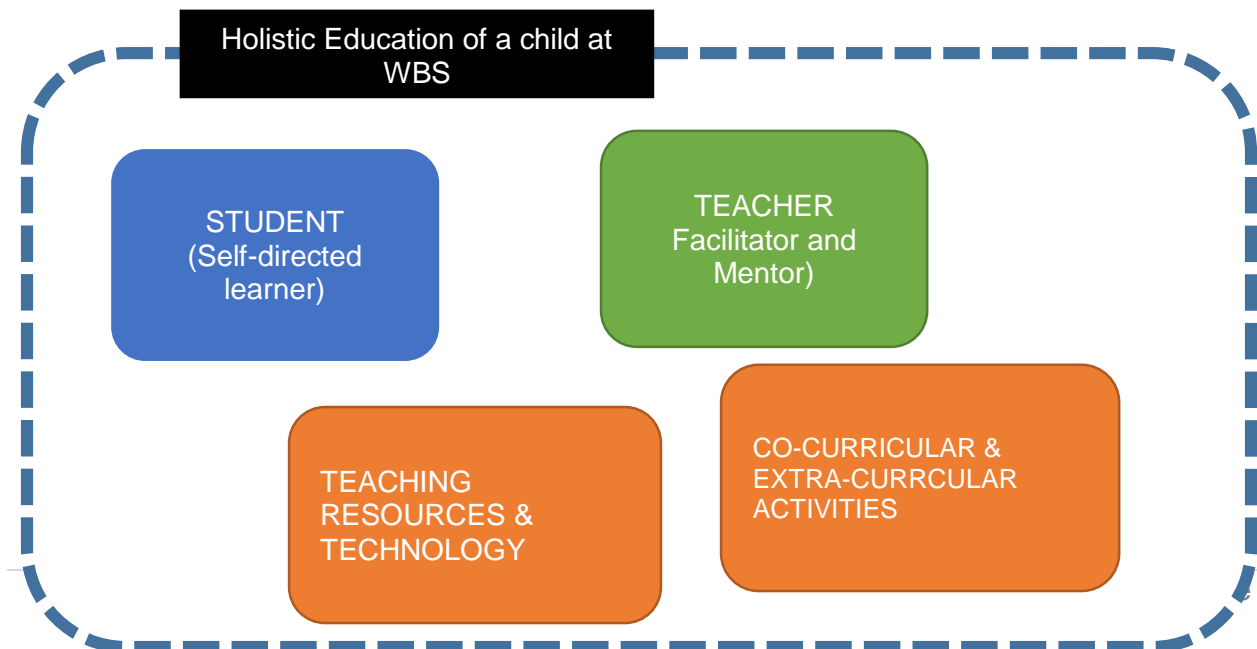 Holistic Education of a child at
WBS
STUDENT
(Self-directed
learner)
TEACHER
Facilitator and
Mentor)
TEACHING
RESOURCES &
TECHNOLOGY
CO-CURRICULAR &
EXTRA-CURRCULAR
ACTIVITIES